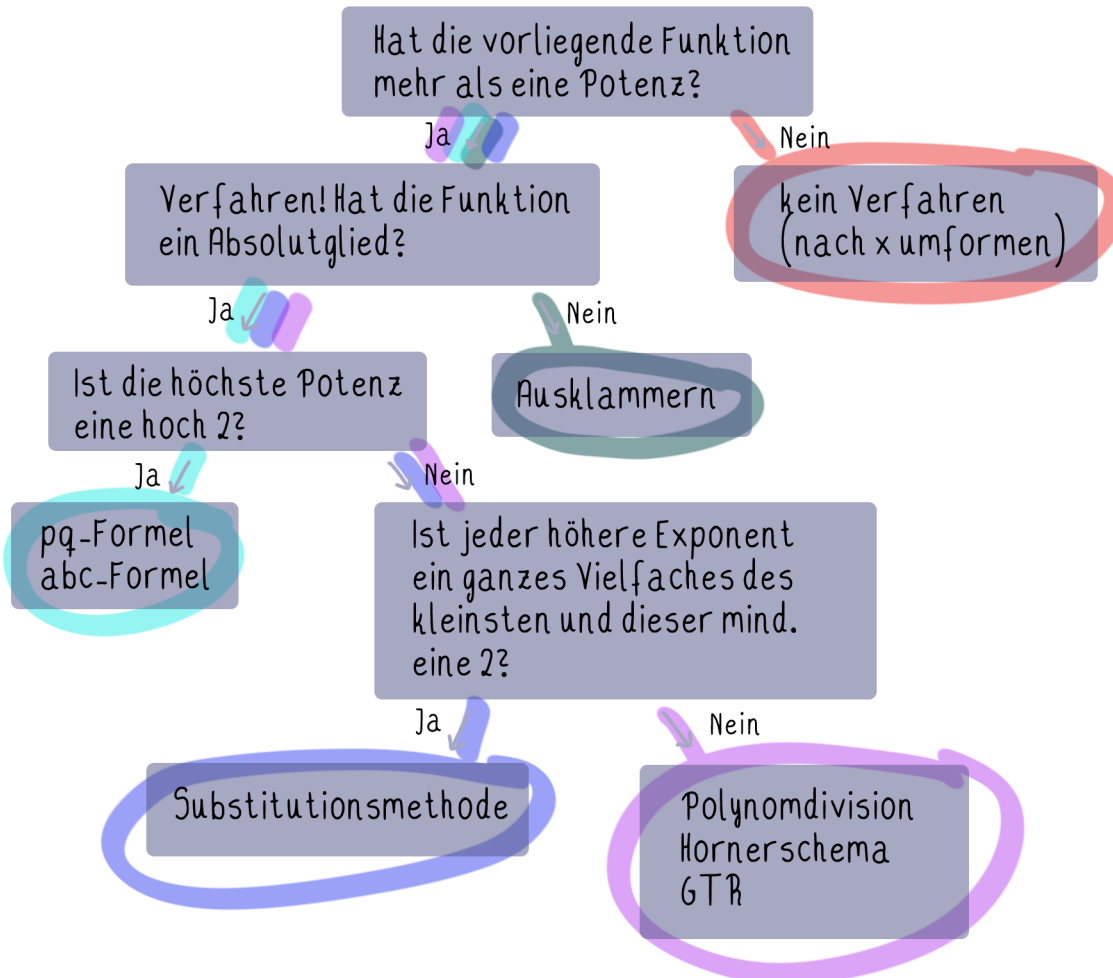 Hat die vorliegende Funktion
mehr als eine Potenz?
Ja
Nein
Verfahren! Hat die Funktion
ein Absolutglied?
kein Verfahren
(nach x umformen)
Ja
Nein
Ist die höchste Potenz
eine hoch 2?
Ausklammern
Ja
Nein
pq-Formel
abc-Formel
Ist jeder höhere Exponent
ein ganzes Vielfaches des
kleinsten und dieser mind.
eine 2?
Ja
Nein
Substitutionsmethode
Polynomdivision
Hornerschema
GTR